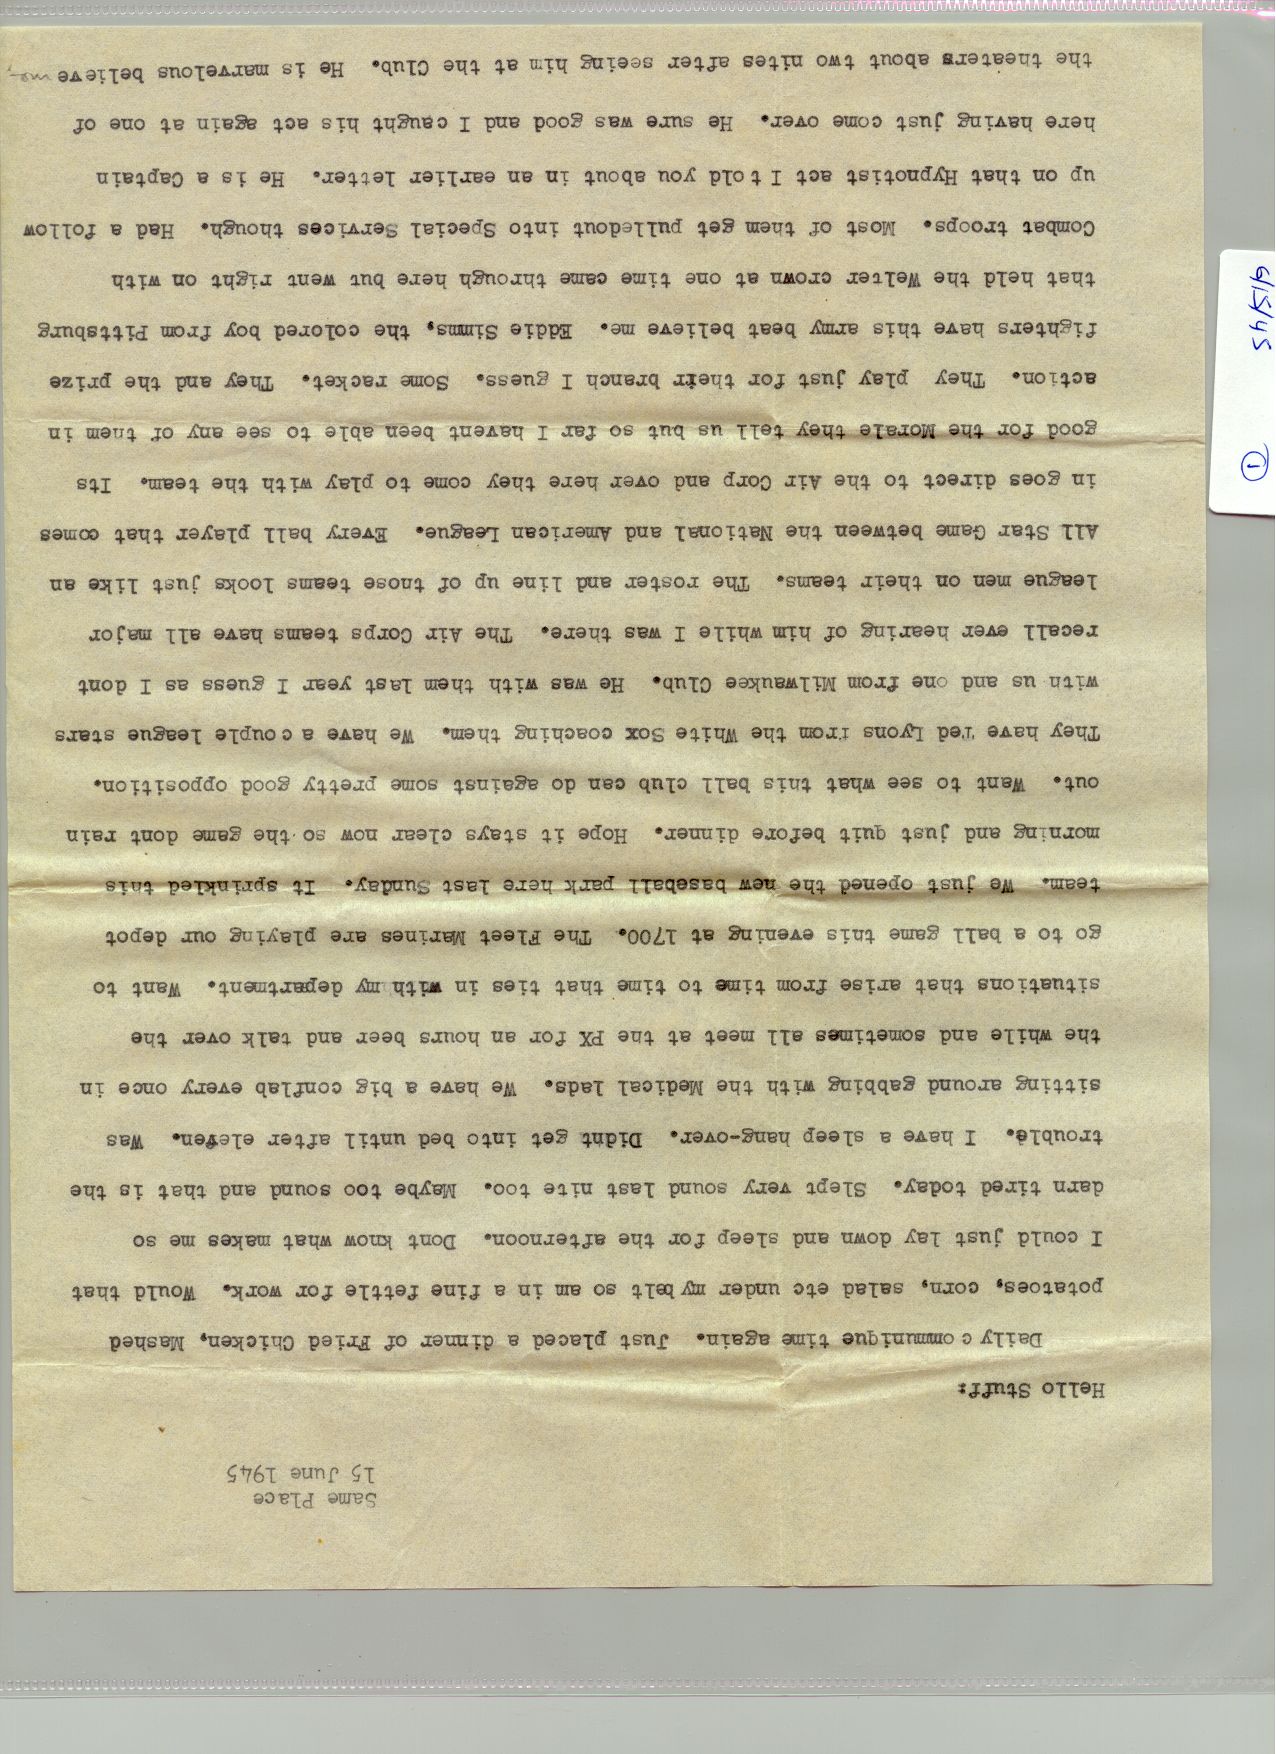 Same Place
15 June 1945
Hello Stuff:
Daily communique time again. Just placed a dinner of Fried Chicken, Mashed
potatoes, corn, salad etc under my belt so am in a fine fettle for work. Would that
I could just lay down and sleep for the afternoon. Dont know what makes me so
darn tired today. Slept very sound last nite too. Maybe too sound and that is the
trouble. I have a sleep hang-over. Didnt get into bed until after eleven. Was
sitting around gabbing with the Medical lads. We have a big conflab every once in
the while and sometimes all meet at the PX for an hours beer and talk over the
situations that arise from time to time that ties in with my department. Want to
go to a ball game this evening at 1700. The Fleet Marines are playing our depot
team. We just opened the new baseball park here last Sunday. It sprinkled this
morning and just quit before dinner. Hope it stays clear now so the game dont rain
out. Want to see what this ball club can do against some pretty good opposition.
They have Ted Lyons from the White Sox coaching them. We have a couple league stars
with us and one from Milwaukee Club. He was with them last year I guess as I dont
recall ever hearing of him while I was there. The Air Corps teams have all major
league men on their teams. The roster and line up of those teams looks just like an
All Star Game between the National and American League. Every ball player that comes
in goes direct to the Air Corp and over here they come to play with the team. Its
good for the Morale they tell us but so far I havent been able to see any of them in
action. They play just for their branch I guess. Some racket. They and the prize
fighters have this army beat believe me. Eddie Simms, the colored boy from Pittsburg
that held the Welter crown at one time came through here but went right on with
Combat troops. Most of them get pulledout into Special Services though. Had a follow
up on that Hypnotist act I told you about in an earlier letter. He is a Captain
here having just come over. He sure was good and I caught his act again at one of
the theaters about two nites after seeing him at the Club. He is marvelous believe me.
6/15/45
①